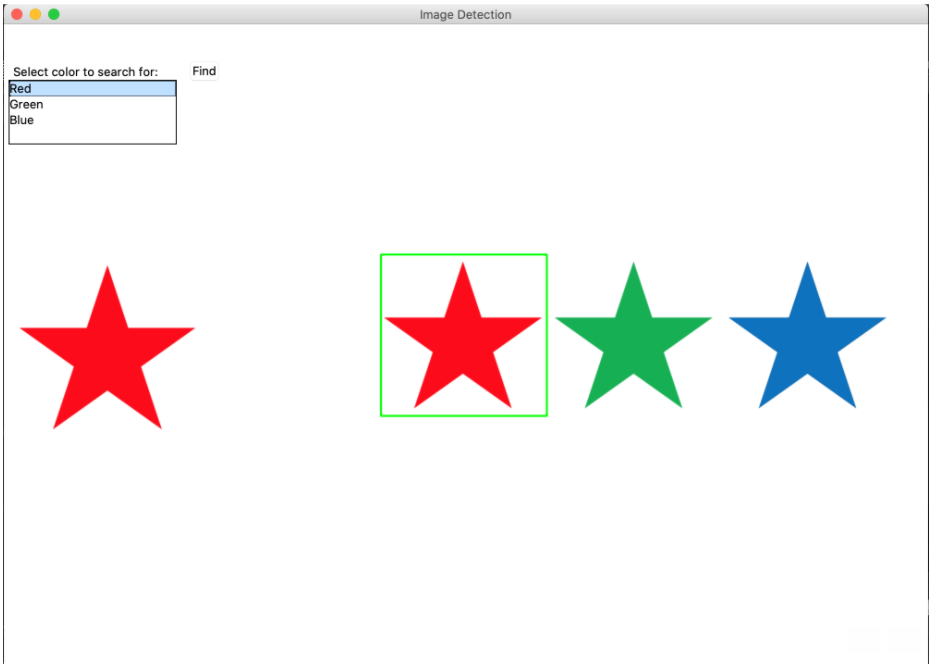 Image Detection
Select color to search for:
Find
Red
Green
Blue